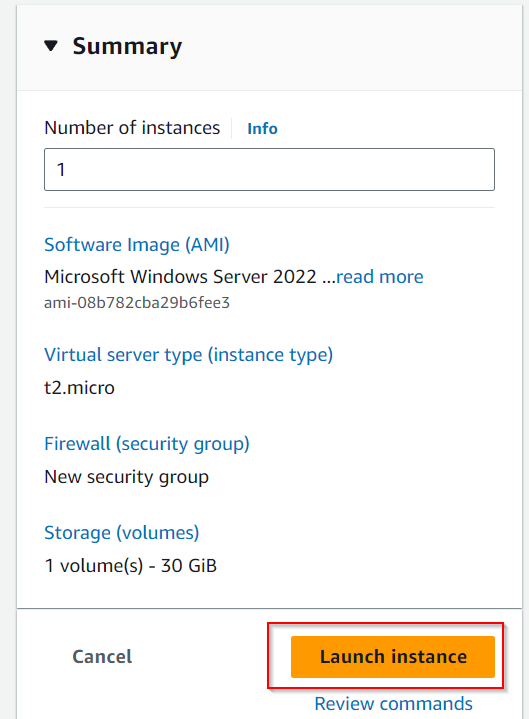 Summary
Number of instances Info
1
Software Image (AMI)
Microsoft Windows Server 2022 ...read more
ami-08b782cba29b6fee3
Virtual server type (instance type)
t2.micro
Firewall (security group)
New security group
Storage (volumes)
1 volume(s) - 30 GiB
Cancel Launch instance
Review commands